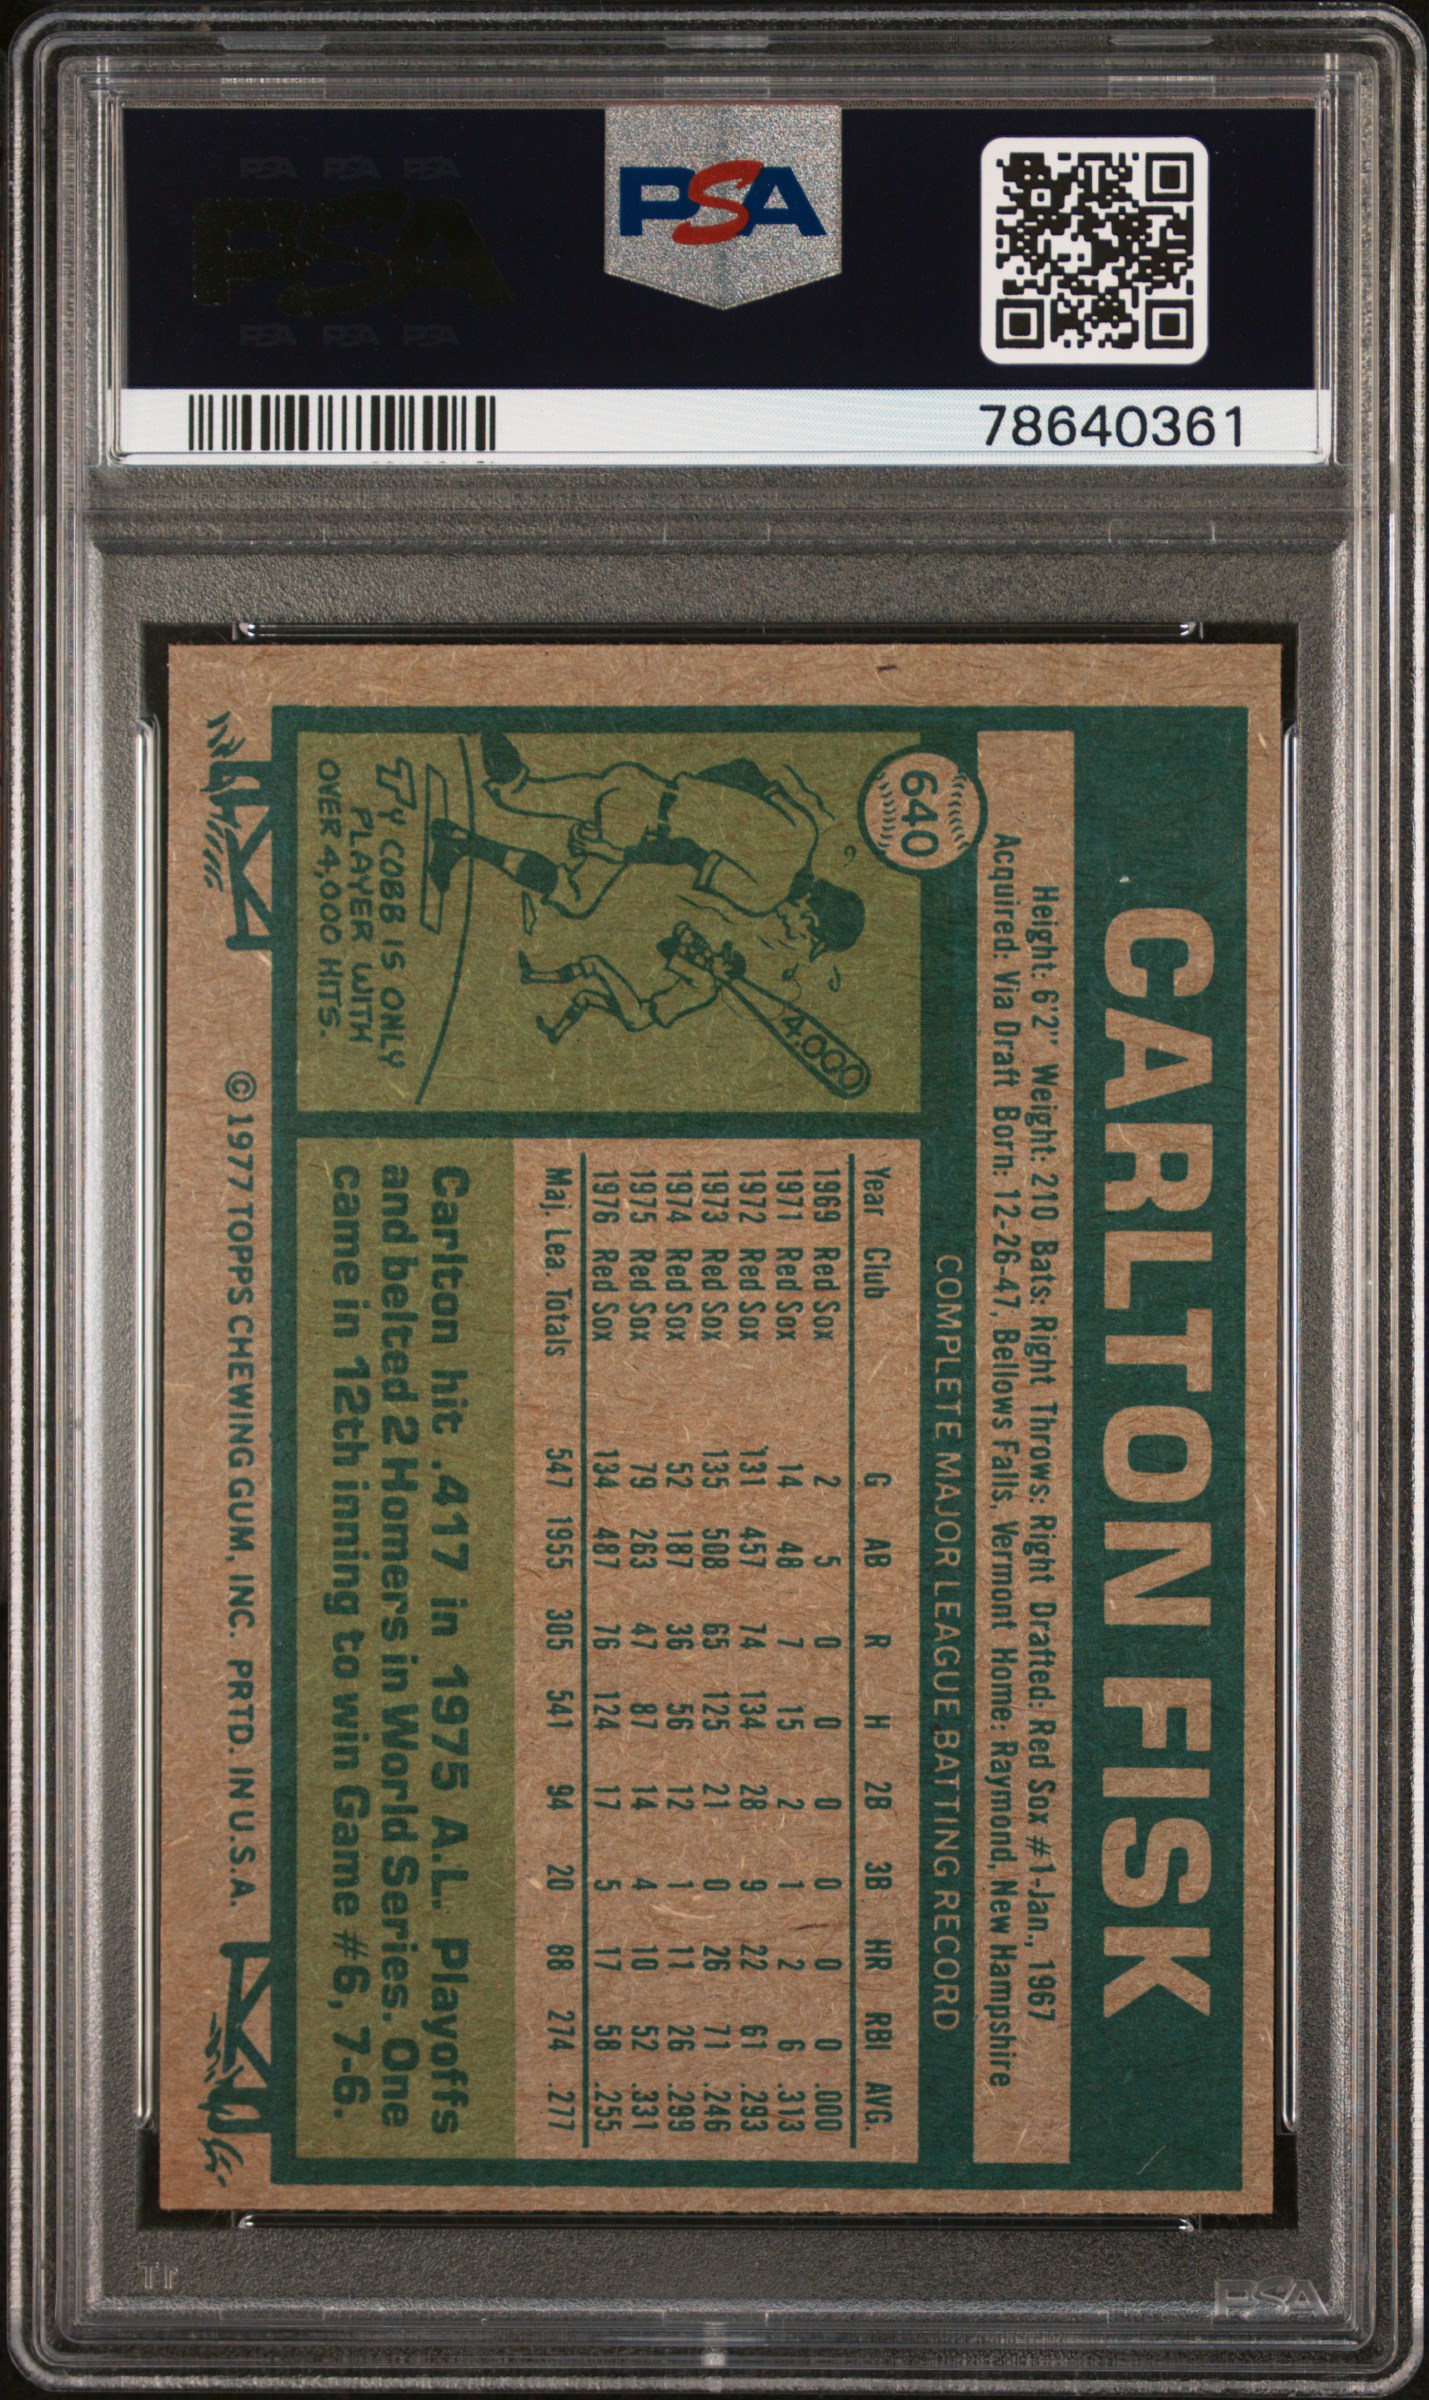 PSA PSA PSA
PSA
PSA PSA PSA
PSA
78640361
CARLTON FISK
Height: 6'2" Weight: 210 Bats: Right Throws: Right Drafted: Red Sox #1-Jan., 1967
Acquired: Via Draft Born: 12-26-47, Bellows Falls, Vermont Home: Raymond, New Hampshire
640
COMPLETE MAJOR LEAGUE BATTING RECORD
Year Club G AB R H 2B 3B HR RBI AVG.
1969 Red Sox 2 5 0 0 0 0 0 0 .000
1971 Red Sox 14 48 7 15 2 1 2 6 .313
1972 Red Sox 131 457 74 134 28 9 22 61 .293
1973 Red Sox 135 508 65 125 21 0 26 71 .246
1974 Red Sox 52 187 36 56 12 1 11 26 .299
1975 Red Sox 79 263 47 87 14 4 10 52 .331
1976 Red Sox 134 487 76 124 17 5 17 58 .255
Maj. Lea. Totals 547 1955 305 541 94 20 88 274 .277
4,000
TY COBB IS ONLY
PLAYER WITH
OVER 4,000 HITS.
Carlton hit .417 in 1975 A.L. Playoffs
and belted 2 Homers in World Series. One
came in 12th inning to win Game #6, 7-6.
©1977 TOPPS CHEWING GUM, INC. PRTD. IN U.S.A.
PSA